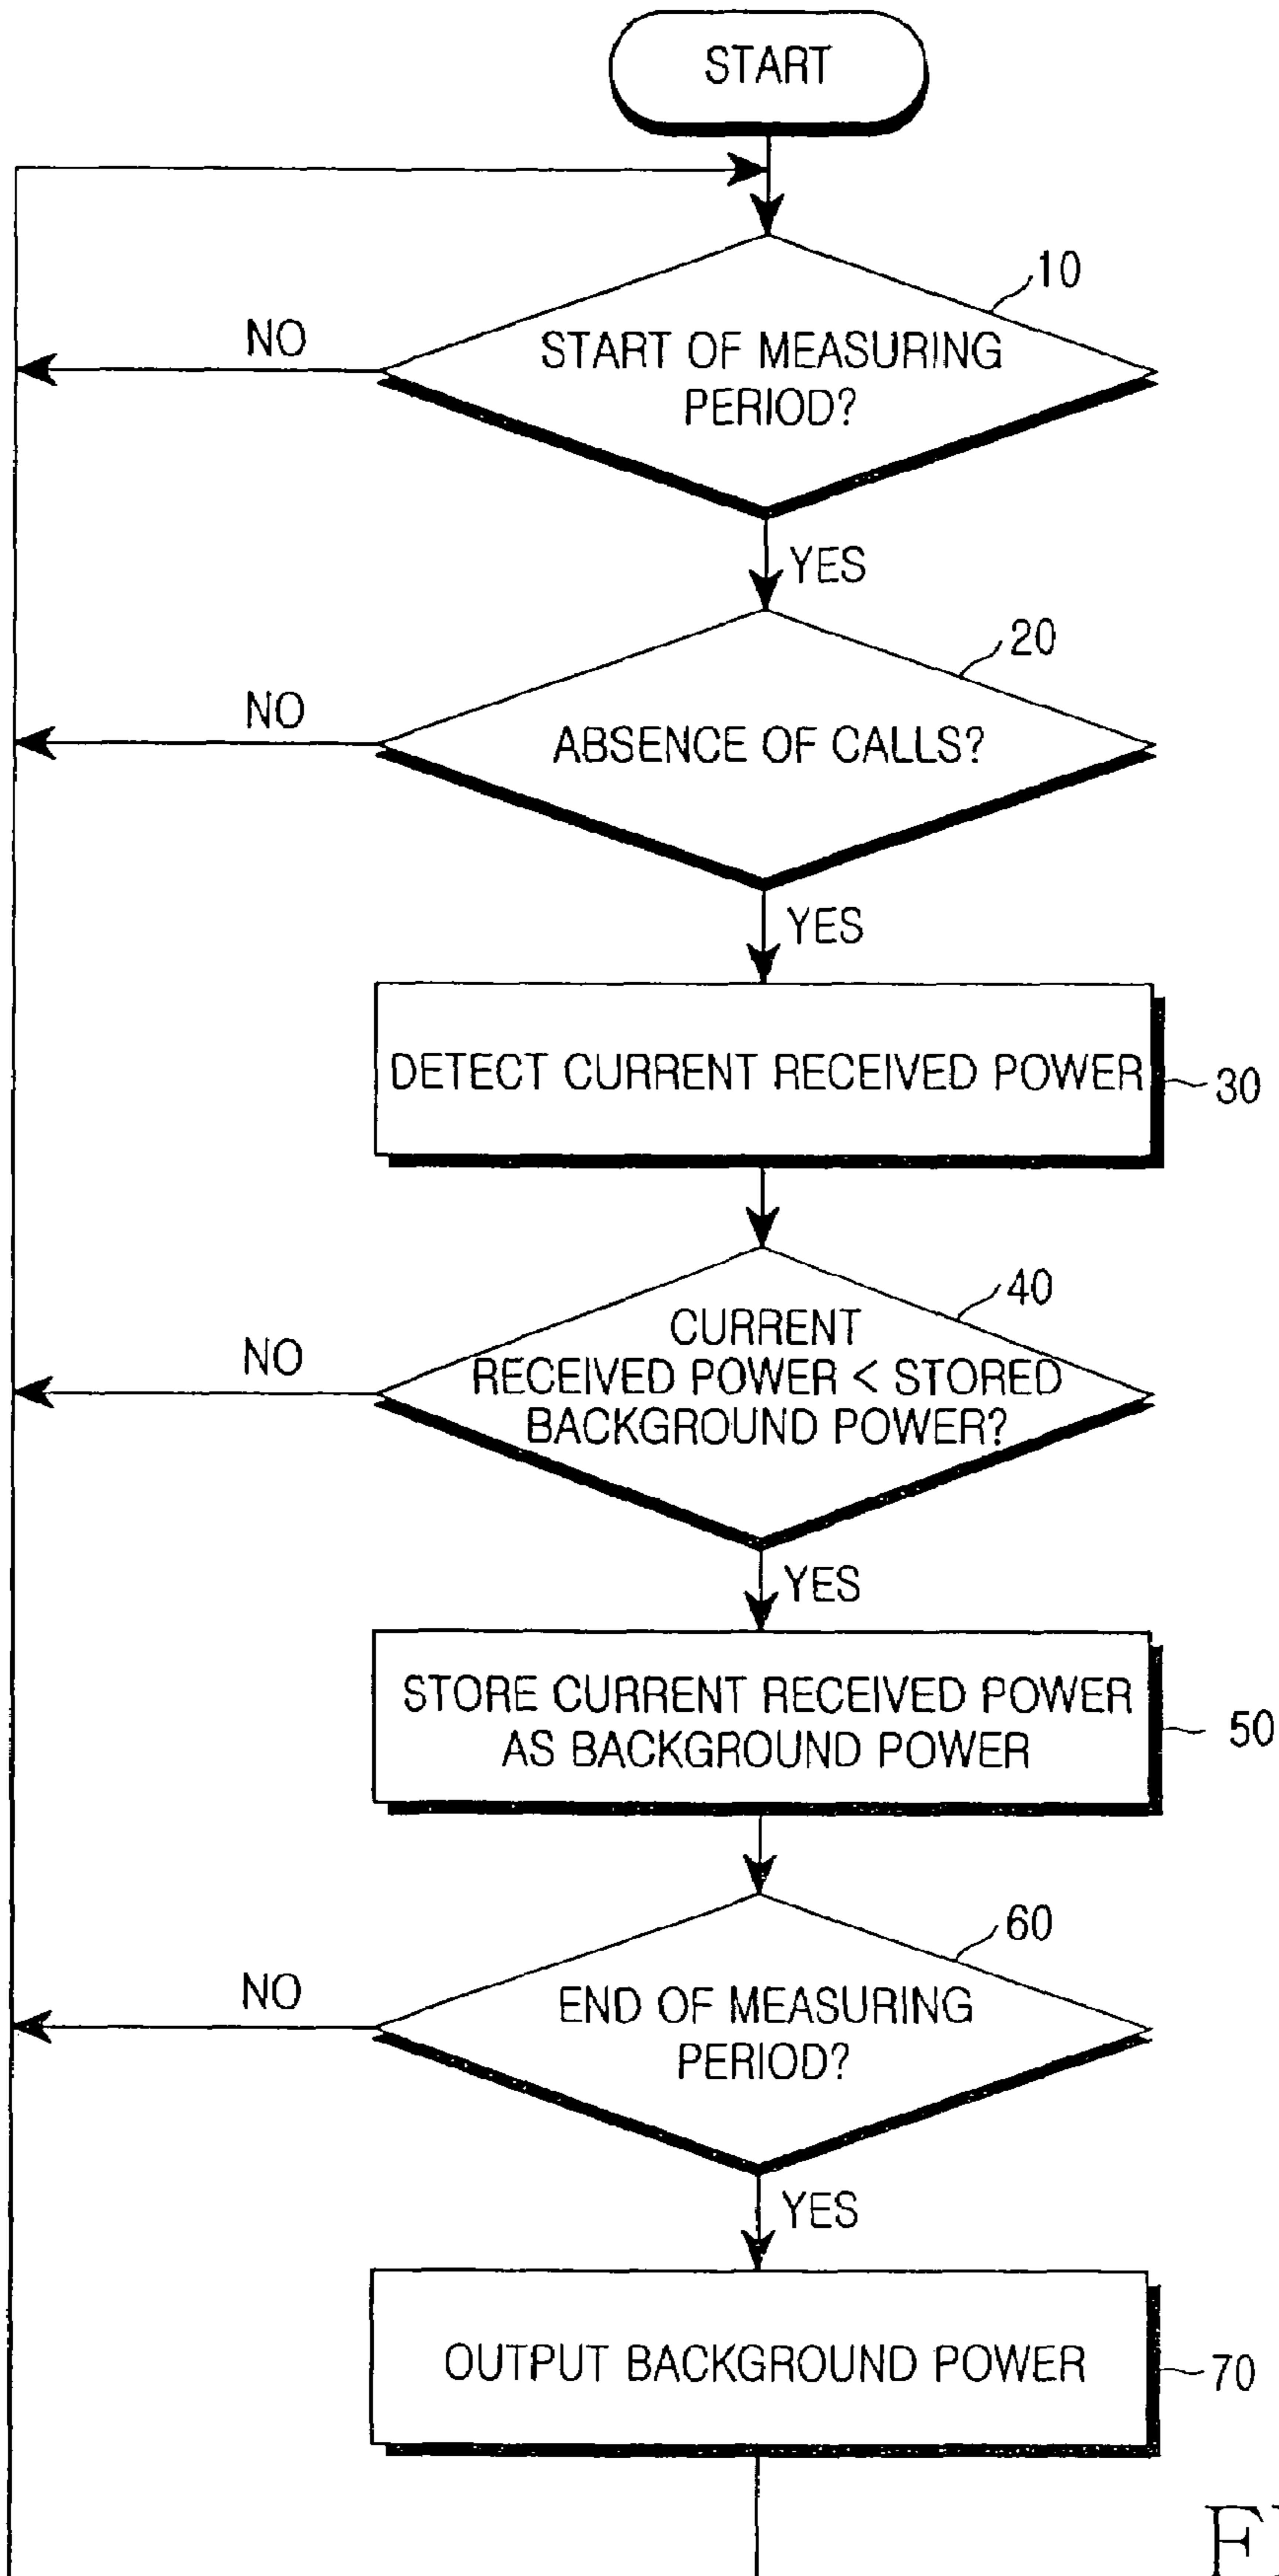 START
10
NO
START OF MEASURING
PERIOD?
YES
20
NO
ABSENCE OF CALLS?
YES
DETECT CURRENT RECEIVED POWER
30
40
CURRENT
NO
RECEIVED POWER < STORED
BACKGROUND POWER?
YES
STORE CURRENT RECEIVED POWER
AS BACKGROUND POWER
50
60
NO
END OF MEASURING
PERIOD?
YES
OUTPUT BACKGROUND POWER
70